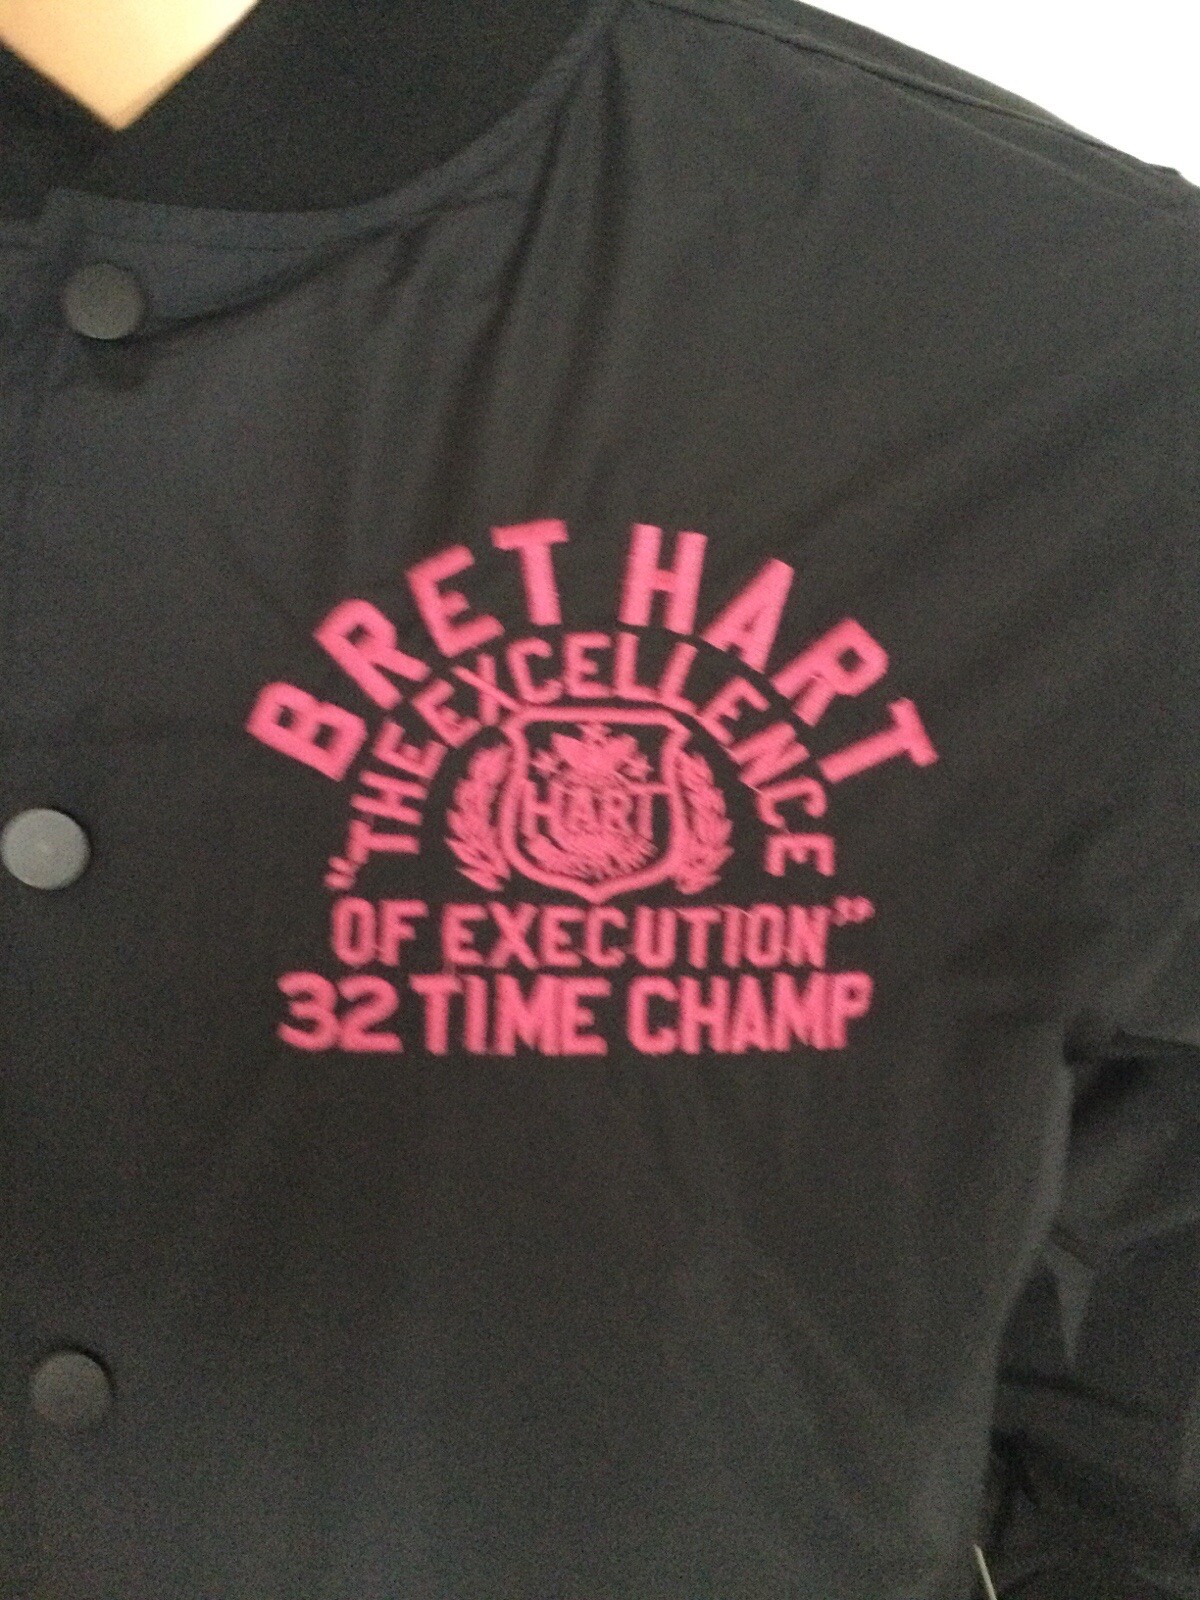 BRET HART
"THE EXCELLENCE
HART
OF EXECUTION"
32 TIME CHAMP